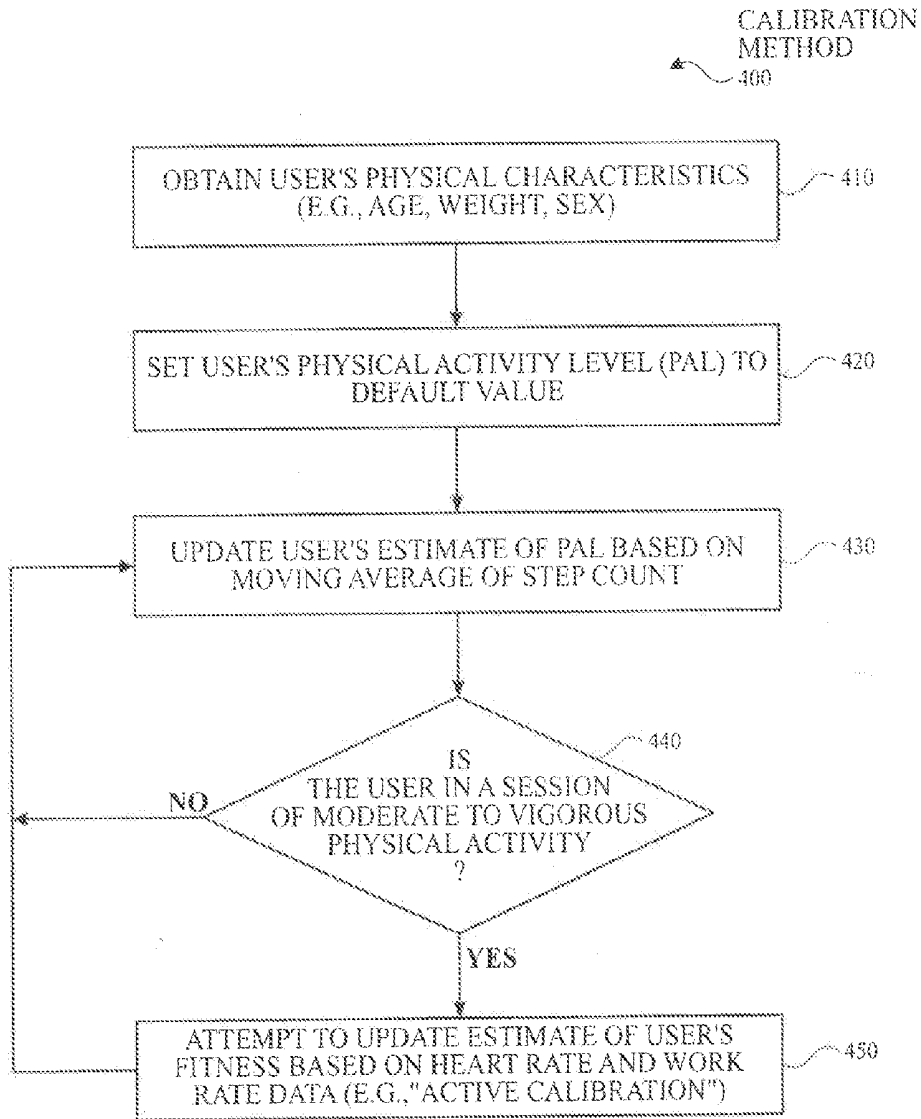 CALIBRATION
METHOD
400
OBTAIN USER'S PHYSICAL CHARACTERISTICS
(E.G., AGE, WEIGHT, SEX)
410
SET USER'S PHYSICAL ACTIVITY LEVEL (PAL) TO
DEFAULT VALUE
420
UPDATE USER'S ESTIMATE OF PAL BASED ON
MOVING AVERAGE OF STEP COUNT
430
440
IS
THE USER IN A SESSION
OF MODERATE TO VIGOROUS
PHYSICAL ACTIVITY
?
NO
YES
ATTEMPT TO UPDATE ESTIMATE OF USER'S
FITNESS BASED ON HEART RATE AND WORK
RATE DATA (E.G.,"ACTIVE CALIBRATION")
450